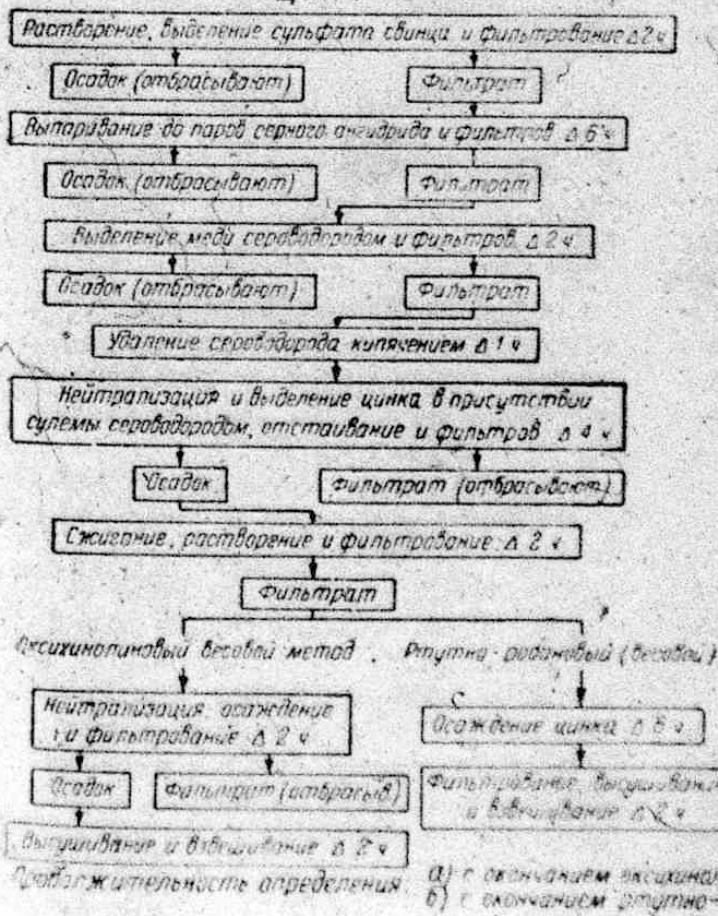 Растворение, выделение сульфата свинца и фильтрование Δ 2 ч
Осадок (отбрасывают)
Фильтрат
Выпаривание до паров серного ангидрида и фильтров Δ 6 ч
Осадок (отбрасывают)
Фильтрат
Выделение меди сероводородом и фильтров. Δ 2 ч
Осадок (отбрасывают)
Фильтрат
Удаление сероводорода кипячением Δ 1 ч
Нейтрализация и выделение цинка в присутствии
сулемы сероводородом, отстаивание и фильтров Δ 4 ч
Осадок
Фильтрат (отбрасывают)
Сжигание, растворение и фильтрование Δ 2 ч
Фильтрат
Оксихинолиновый весовой метод
Ртутно-родановый (весовой)
Нейтрализация осаждение
и фильтрование Δ 2 ч
Осаждение цинка Δ
Осадок
Фильтрат (отбрасыв)
Фильтрование, высушивание
и взвешивание Δ 2 ч
Высушивание и взвешивание Δ 2 ч
Продолжительность определения:
а) с окончанием оксихинол
б) с окончанием ртутно-